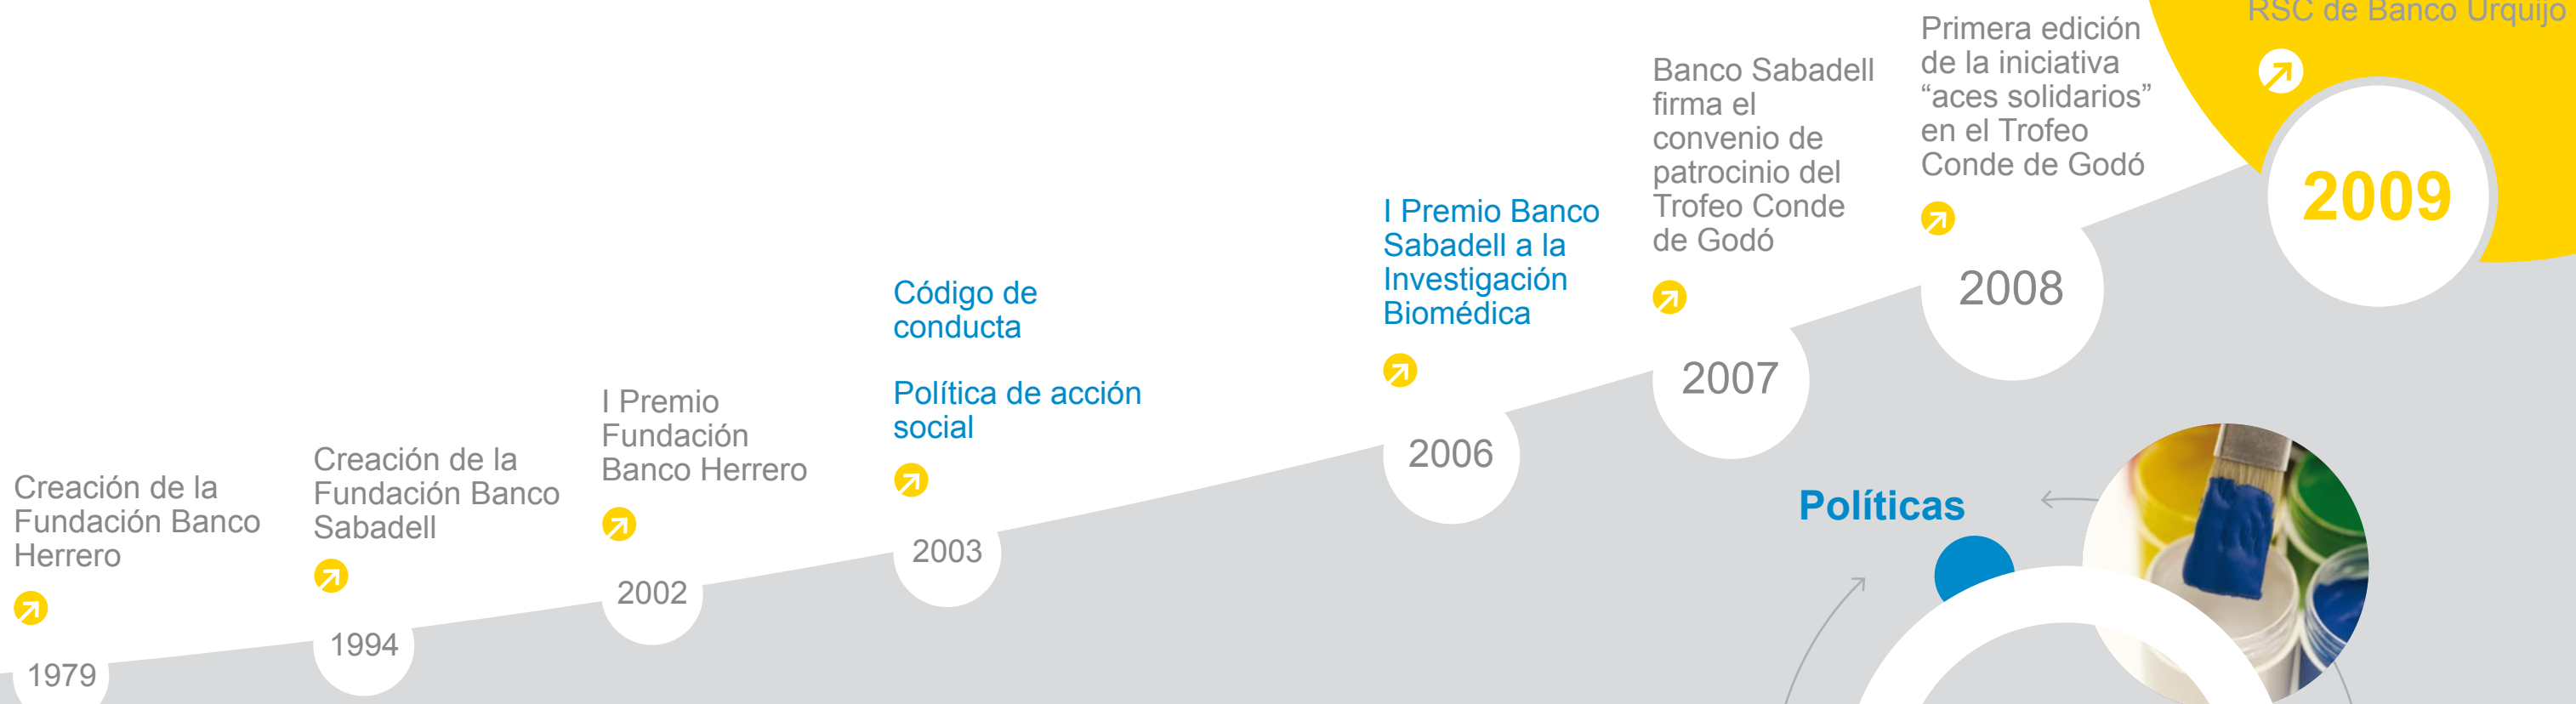 Creación de la
Fundación Banco
Herrero
1979
Creación de la
Fundación Banco
Sabadell
1994
I Premio
Fundación
Banco Herrero
2002
Código de
conducta
Política de acción
social
2003
I Premio Banco
Sabadell a la
Investigación
Biomédica
2006
Banco Sabadell
firma el
convenio de
patrocinio del
Trofeo Conde
de Godó
2007
Primera edición
de la iniciativa
“aces solidarios”
en el Trofeo
Conde de Godó
2008
RSC de Banco Urquijo
2009
Políticas